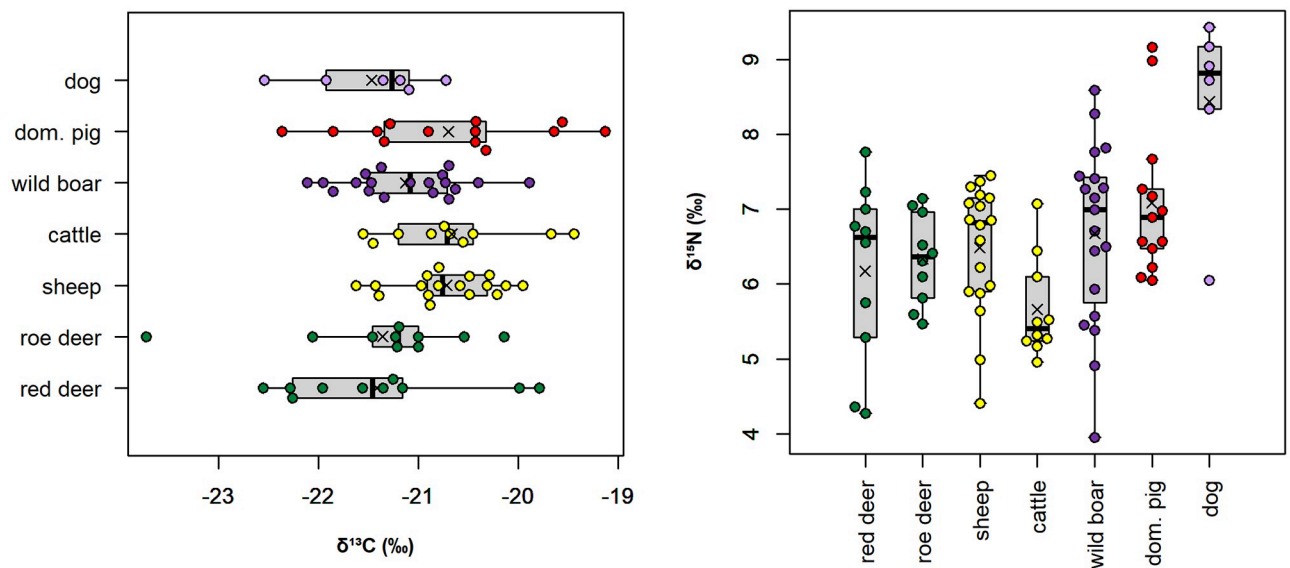 dog
dom. pig
wild boar
cattle
sheep
roe deer
red deer
-23 -22 -21 -20 -19
δ¹³C (‰)
δ¹⁵N (‰)
9
8
7
6
5
4
red deer
roe deer
sheep
cattle
wild boar
dom. pig
dog